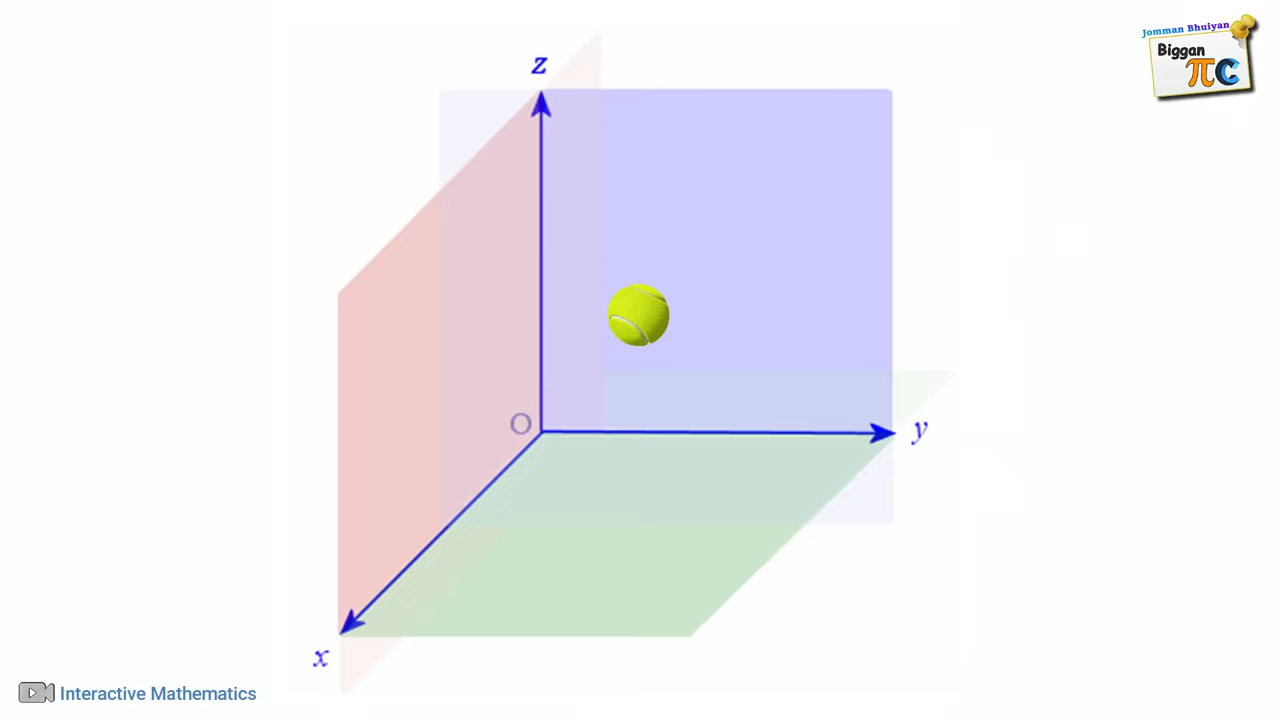 Jomman Bhuiyan
Biggan
πC
z
O
y
x
Interactive Mathematics